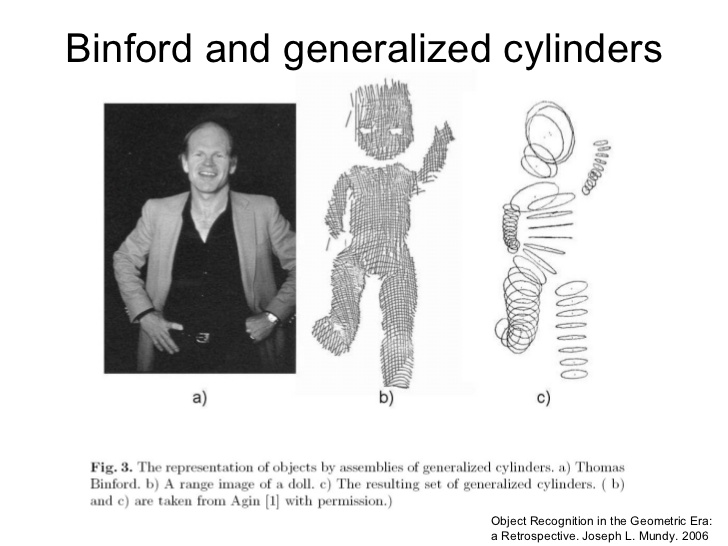 Binford and generalized cylinders
a)
b)
c)
Fig. 3. The representation of objects by assemblies of generalized cylinders. a) Thomas
Binford. b) A range image of a doll. c) The resulting set of generalized cylinders. ( b)
and c) are taken from Agin [1] with permission.)
Object Recognition in the Geometric Era:
a Retrospective. Joseph L. Mundy. 2006